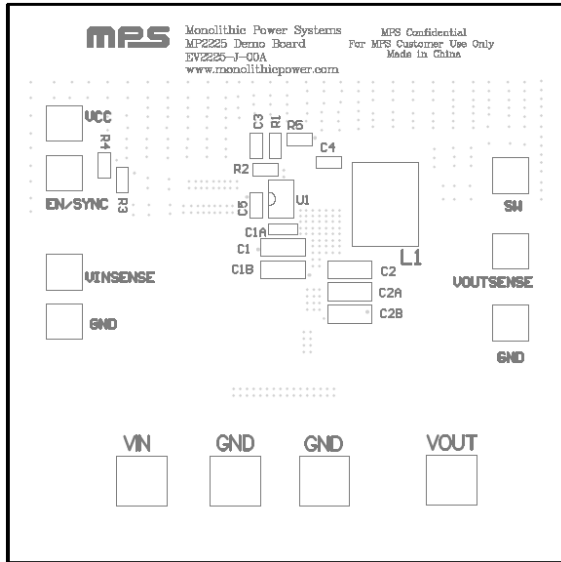 MPS
Monolithic Power Systems
MP2225 Demo Board
EV2225-J-00A
www.monolithicpower.com
MPS Confidential
For MPS Customer Use Only
Made in China
VCC
C3
R1
R5
R4
C4
R2
R3
EN/SYNC
C5
U1
SW
C1A
C1
L1
C1B
C2
VINSENSE
VOUTSENSE
C2A
C2B
GND
GND
VIN
GND
GND
VOUT